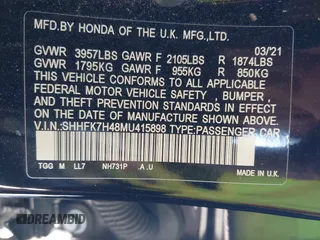 MFD. BY HONDA OF THE U.K. MFG.,LTD.
03/21
GVWR 3957LBS GAWR F 2105LBS R 1874LBS
GVWR 1795KG GAWR F 955KG R 850KG
THIS VEHICLE CONFORMS TO ALL APPLICABLE
FEDERAL MOTOR VEHICLE SAFETY , BUMPER ,
AND THEFT PREVENTION STANDARDS IN EFFECT ON
THE DATE OF MANUFACTURE SHOWN ABOVE.
V.I.N.:SHHFK7H48MU415898 TYPE:PASSENGER CAR
TGG M LL7 NH731P .A .U
DREAMBID